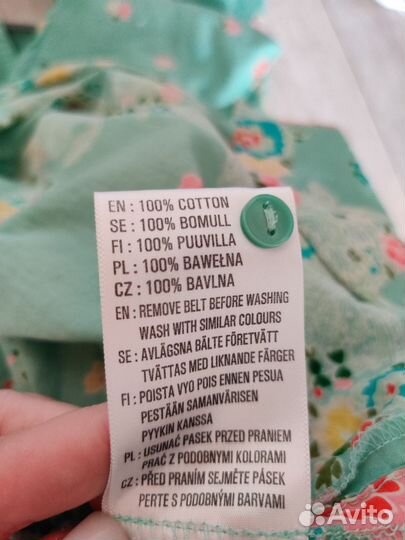 EN : 100% COTTON
SE : 100% BOMULL
FI : 100% PUUVILLA
PL : 100% BAWEŁNA
CZ : 100% BAVLNA
EN : REMOVE BELT BEFORE WASHING
WASH WITH SIMILAR COLOURS
SE : AVLÄGSNA BÄLTE FÖRETVÄTT
TVÄTTAS MED LIKNANDE FÄRGER
FI : POISTA VYO POIS ENNEN PESUA
PESTÄÄN SAMANVÄRISEN
PYYKIN KANSSA
PL : USUNAĆ PASEK PRZED PRANIEM
PRAĆ Z PODOBNYMI KOLORAMI
CZ : PŘED PRANÍM SEJMĚTE PÁSEK
PERTE S PODOBNÝMI BARVAMI
Avito